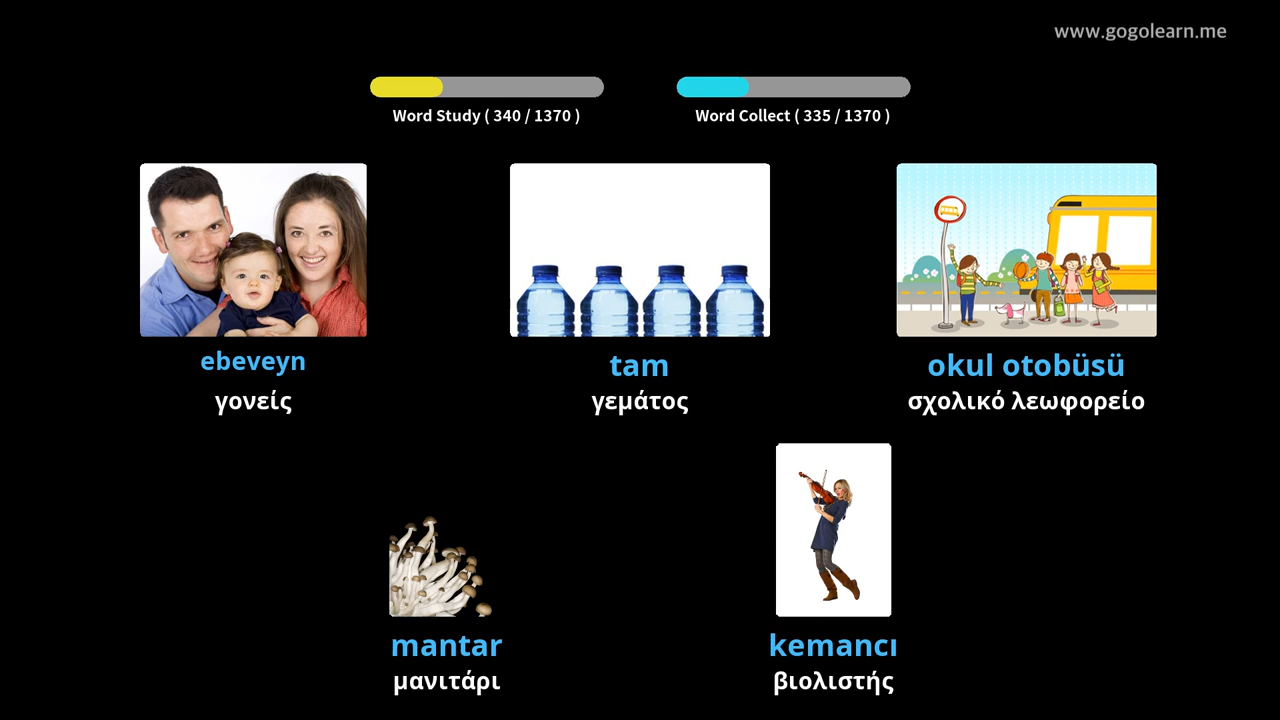 www.gogolearn.me
Word Study ( 340 / 1370 )
Word Collect ( 335 / 1370 )
ebeveyn
γονείς
tam
γεμάτος
okul otobüsü
σχολικό λεωφορείο
mantar
μανιτάρι
kemancı
βιολιστής